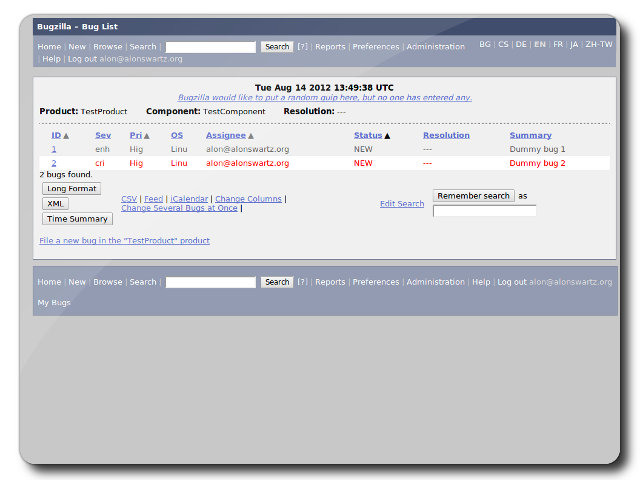 Bugzilla – Bug List
Home | New | Browse | Search | Search [?] | Reports | Preferences | Administration BG | CS | DE | EN | FR | JA | ZH-TW
| Help | Log out alon@alonswartz.org
Tue Aug 14 2012 13:49:38 UTC
Bugzilla would like to put a random quip here, but no one has entered any.
Product: TestProduct Component: TestComponent Resolution: ---
ID ▲ Sev Pri ▲ OS Assignee ▲ Status ▲ Resolution Summary
1 enh Hig Linu alon@alonswartz.org NEW --- Dummy bug 1
2 cri Hig Linu alon@alonswartz.org NEW --- Dummy bug 2
2 bugs found.
Long Format
XML
Time Summary
CSV | Feed | iCalendar | Change Columns |
Change Several Bugs at Once |
Edit Search
Remember search as
File a new bug in the "TestProduct" product
Home | New | Browse | Search | Search [?] | Reports | Preferences | Administration | Help | Log out alon@alonswartz.org
My Bugs